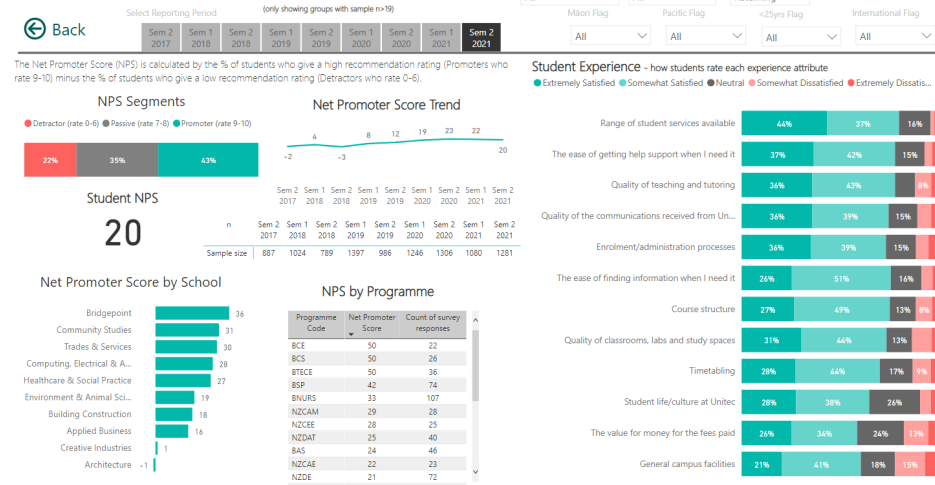 Select Reporting Period
(only showing groups with sample n>19)
Back
Sem 2 2017
Sem 1 2018
Sem 2 2018
Sem 1 2019
Sem 2 2019
Sem 1 2020
Sem 2 2020
Sem 1 2021
Sem 2 2021
Māori Flag
Pacific Flag
<25yrs Flag
International Flag
All
All
All
All
The Net Promoter Score (NPS) is calculated by the % of students who give a high recommendation rating (Promoters who
rate 9-10) minus the % of students who give a low recommendation rating (Detractors who rate 0-6).
NPS Segments
Detractor (rate 0-6) Passive (rate 7-8) Promoter (rate 9-10)
22% 35% 43%
Student NPS
20
Net Promoter Score Trend
-2 4 -3 8 12 19 23 22 20
Sem 2 Sem 1 Sem 2 Sem 1 Sem 2 Sem 1 Sem 2 Sem 1 Sem 2
2017 2018 2018 2019 2019 2020 2020 2021 2021
n Sem 2 Sem 1 Sem 2 Sem 1 Sem 2 Sem 1 Sem 2 Sem 1 Sem 2
2017 2018 2018 2019 2019 2020 2020 2021 2021
Sample size 887 1024 789 1397 986 1246 1306 1080 1281
Net Promoter Score by School
Bridgepoint 36
Community Studies 31
Trades & Services 30
Computing, Electrical & A... 28
Healthcare & Social Practice 27
Environment & Animal Sci... 19
Building Construction 18
Applied Business 16
Creative Industries 1
Architecture -1
NPS by Programme
Programme Net Promoter Count of survey
Code Score responses
BCE 50 22
BCS 50 26
BTECE 50 36
BSP 42 74
BNURS 33 107
NZCAM 29 28
NZCEE 28 25
NZDAT 25 40
BAS 24 46
NZCAE 22 23
NZDE 21 72
Student Experience - how students rate each experience attribute
Extremely Satisfied Somewhat Satisfied Neutral Somewhat Dissatisfied Extremely Dissatis...
Range of student services available 44% 37% 16%
The ease of getting help support when I need it 37% 42% 15%
Quality of teaching and tutoring 36% 43% 8%
Quality of the communications received from Un... 36% 39% 15%
Enrolment/administration processes 36% 39% 15%
The ease of finding information when I need it 26% 51% 16%
Course structure 27% 49% 13% 8%
Quality of classrooms, labs and study spaces 31% 44% 13%
Timetabling 28% 44% 17% 9%
Student life/culture at Unitec 28% 38% 26%
The value for money for the fees paid 26% 34% 24% 13%
General campus facilities 21% 41% 18% 15%